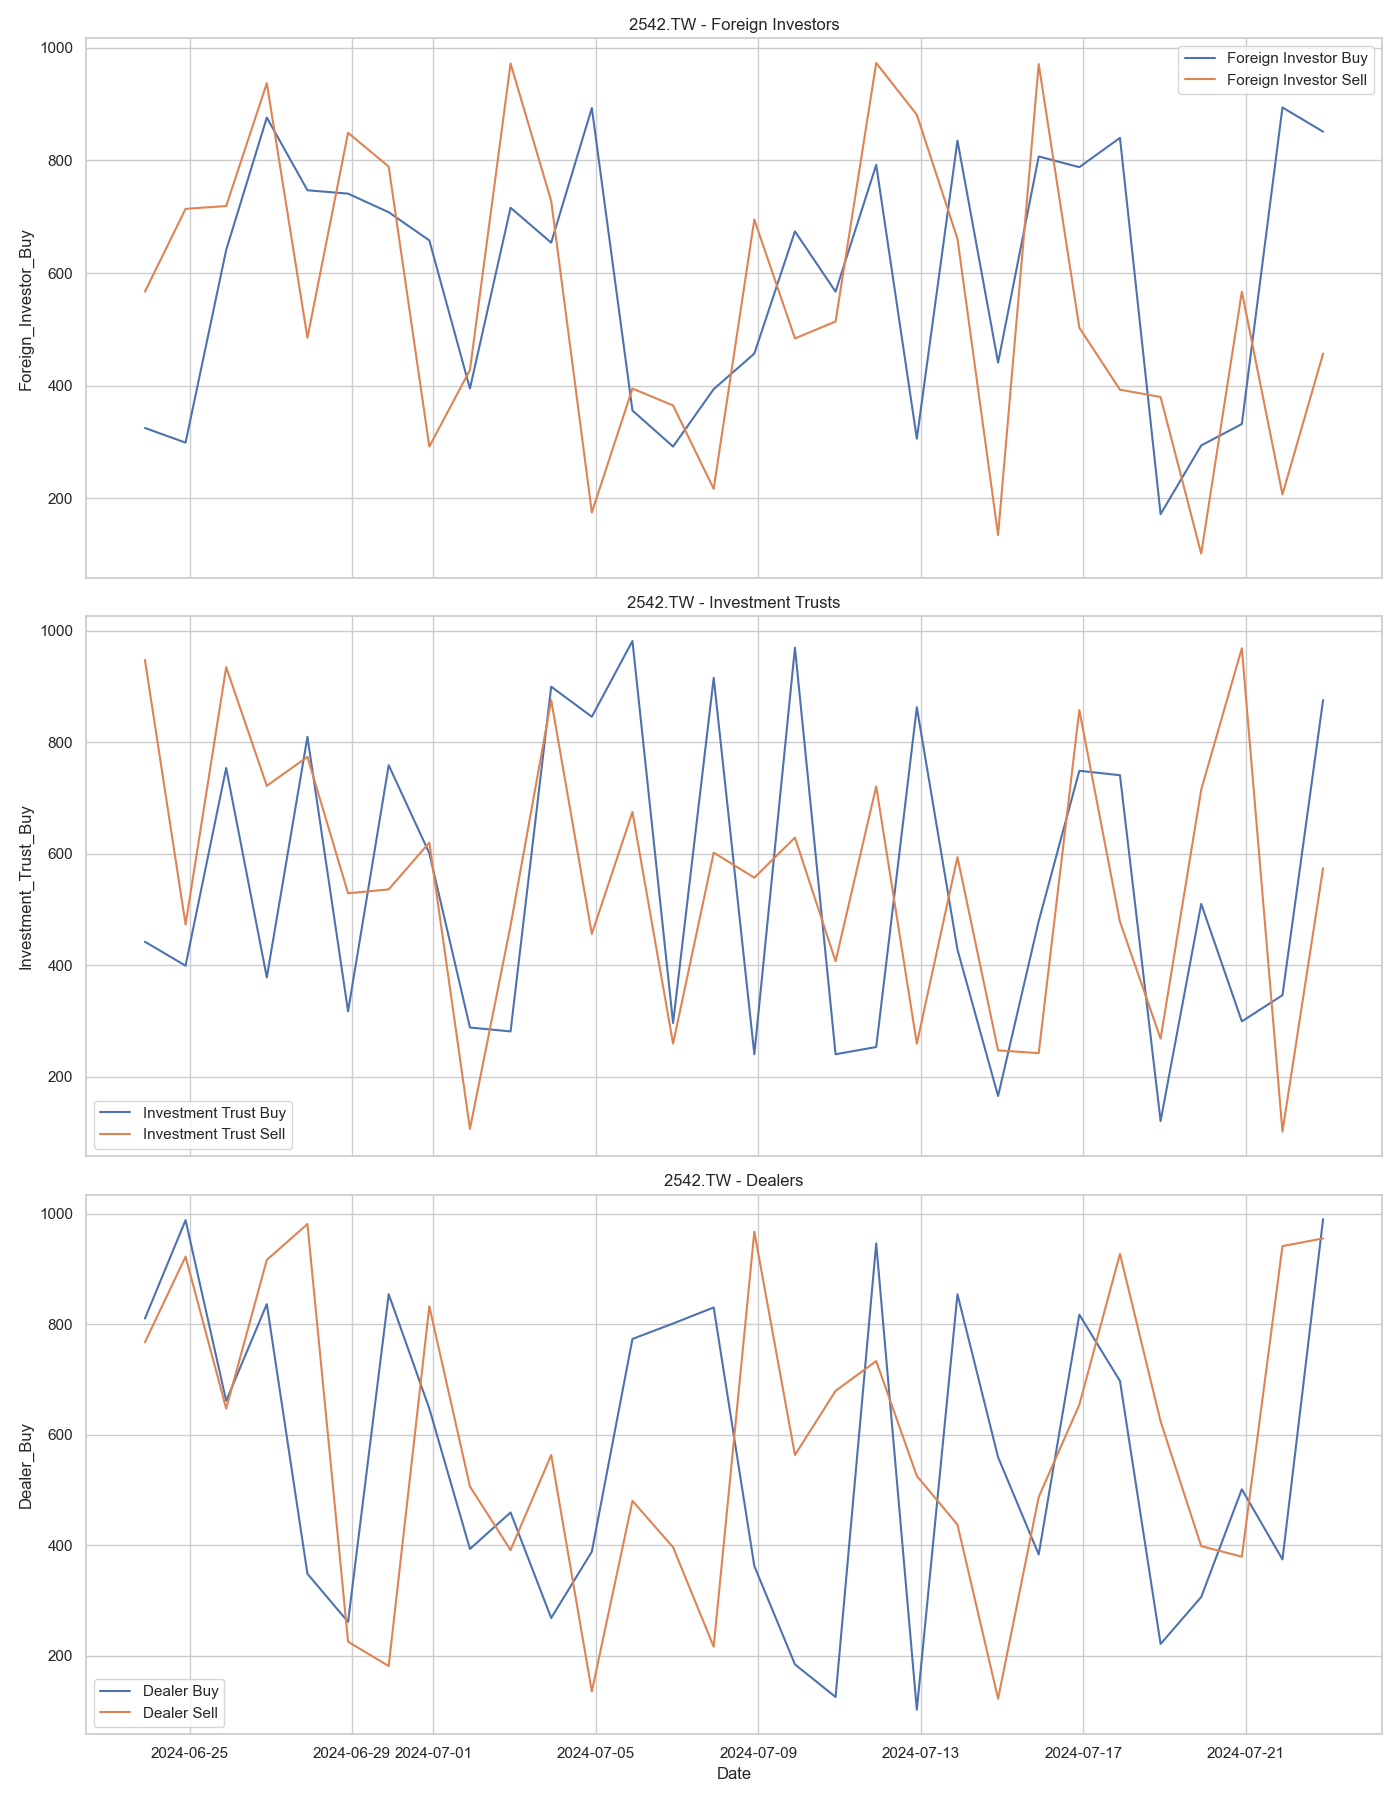 2542.TW - Foreign Investors
Foreign_Investor_Buy
1000
800
600
400
200
Foreign Investor Buy
Foreign Investor Sell
2542.TW - Investment Trusts
Investment_Trust_Buy
1000
800
600
400
200
Investment Trust Buy
Investment Trust Sell
2542.TW - Dealers
Dealer_Buy
1000
800
600
400
200
Dealer Buy
Dealer Sell
2024-06-25 2024-06-29 2024-07-01 2024-07-05 2024-07-09 2024-07-13 2024-07-17 2024-07-21
Date